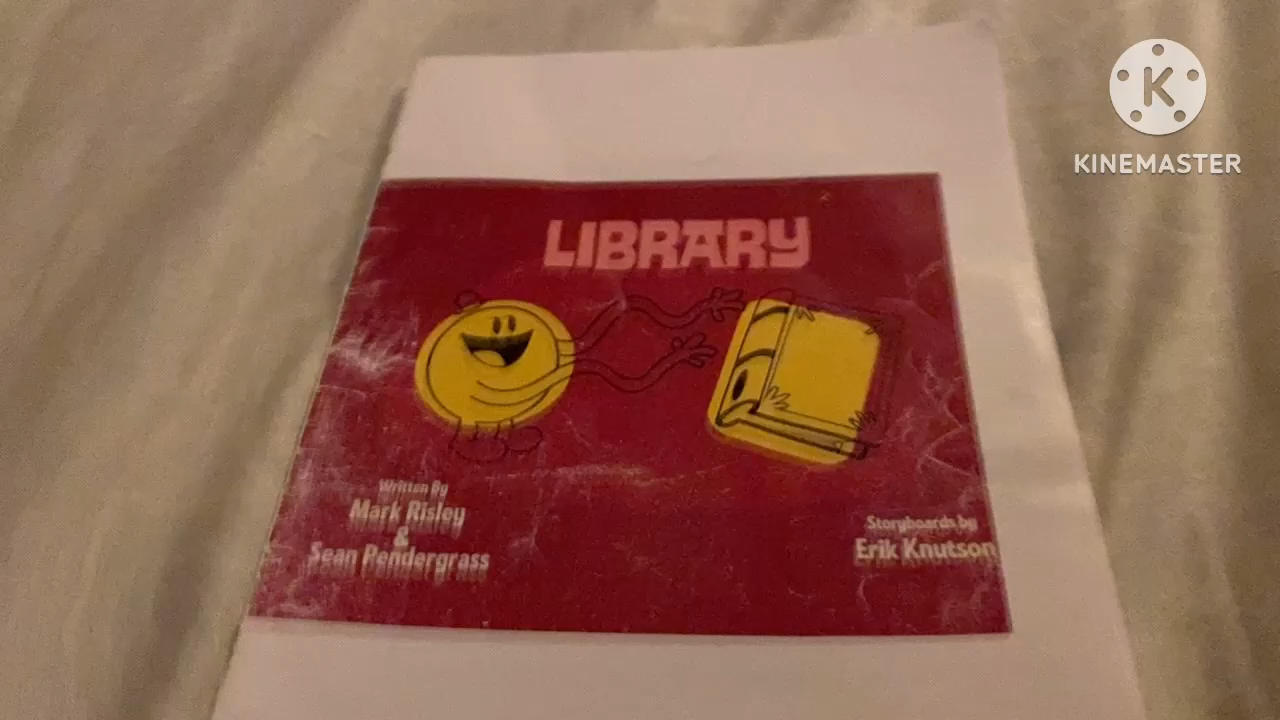 K
KINEMASTER
LIBRARY
Written By
Mark Risley
&
Sean Pendergrass
Storyboards by
Erik Knutson